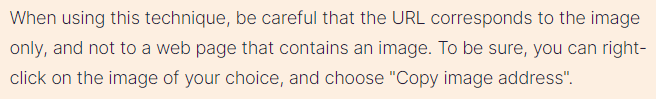 When using this technique, be careful that the URL corresponds to the image
only, and not to a web page that contains an image. To be sure, you can right-
click on the image of your choice, and choose "Copy image address".